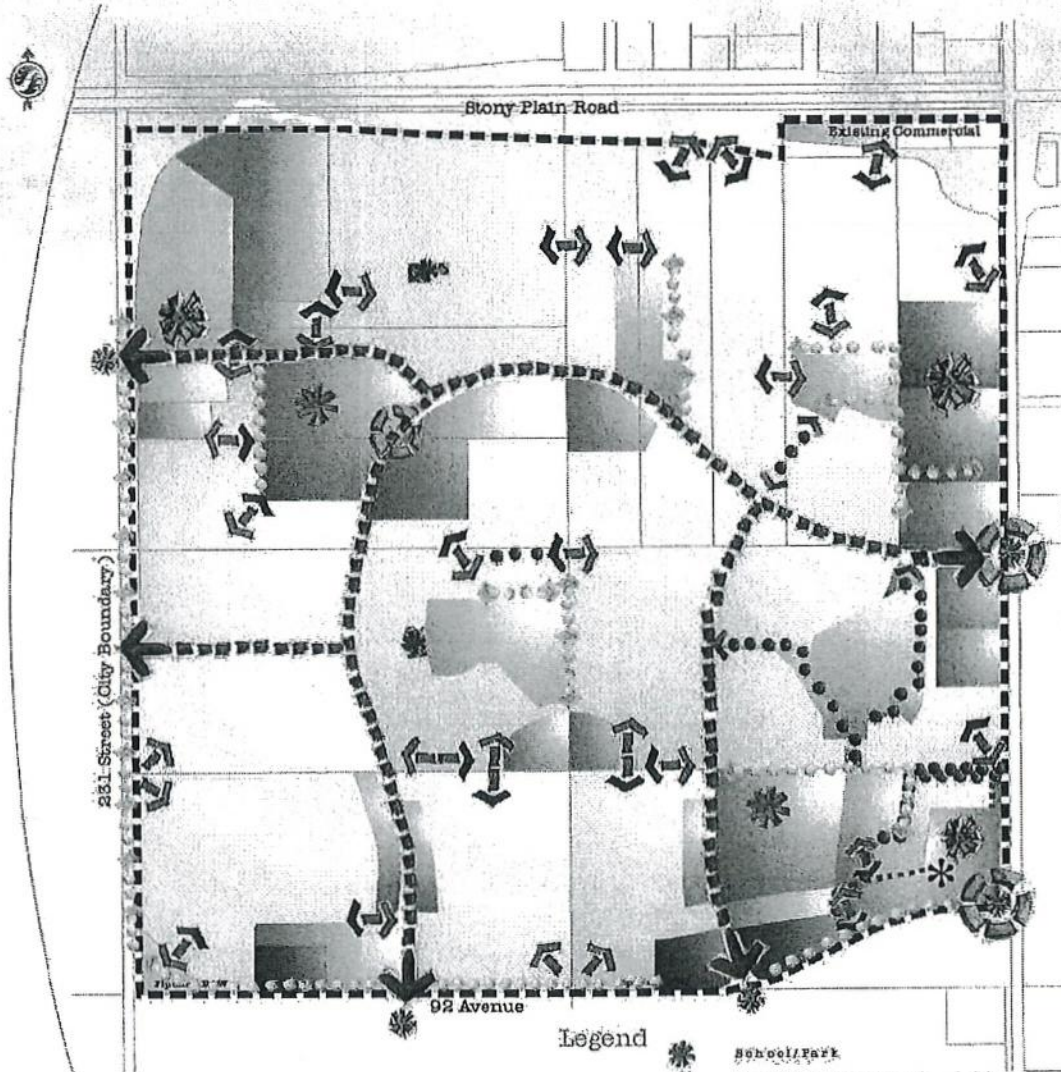 Stony Plain Road
Existing Commercial
231 Street (City Boundary)
92 Avenue
Legend
School/Park